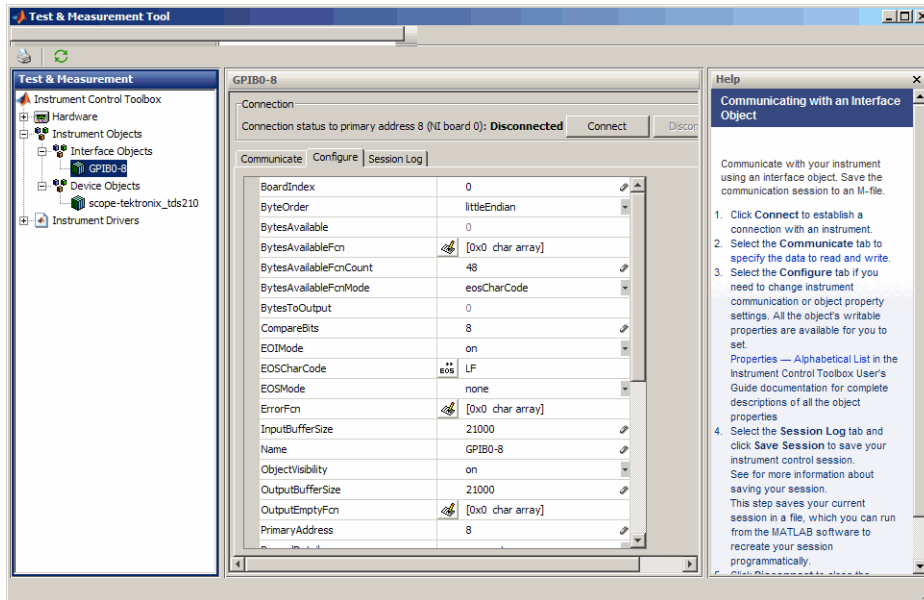 Test & Measurement Tool
Test & Measurement
Instrument Control Toolbox
Hardware
Instrument Objects
Interface Objects
GPIB0-8
Device Objects
scope-tektronix_tds210
Instrument Drivers
GPIB0-8
Connection
Connection status to primary address 8 (NI board 0): Disconnected
Connect
Discor
Communicate
Configure
Session Log
BoardIndex 0
ByteOrder littleEndian
BytesAvailable 0
BytesAvailableFcn [0x0 char array]
BytesAvailableFcnCount 48
BytesAvailableFcnMode eosCharCode
BytesToOutput 0
CompareBits 8
EOIMode on
EOSCharCode EOS LF
EOSMode none
ErrorFcn [0x0 char array]
InputBufferSize 21000
Name GPIB0-8
ObjectVisibility on
OutputBufferSize 21000
OutputEmptyFcn [0x0 char array]
PrimaryAddress 8
Help
Communicating with an Interface
Object
Communicate with your instrument
using an interface object. Save the
communication session to an M-file.
1. Click Connect to establish a
connection with an instrument.
2. Select the Communicate tab to
specify the data to read and write.
3. Select the Configure tab if you
need to change instrument
communication or object property
settings. All the object's writable
properties are available for you to
set.
Properties — Alphabetical List in the
Instrument Control Toolbox User's
Guide documentation for complete
descriptions of all the object
properties
4. Select the Session Log tab and
click Save Session to save your
instrument control session.
See for more information about
saving your session.
This step saves your current
session in a file, which you can run
from the MATLAB software to
recreate your session
programmatically.